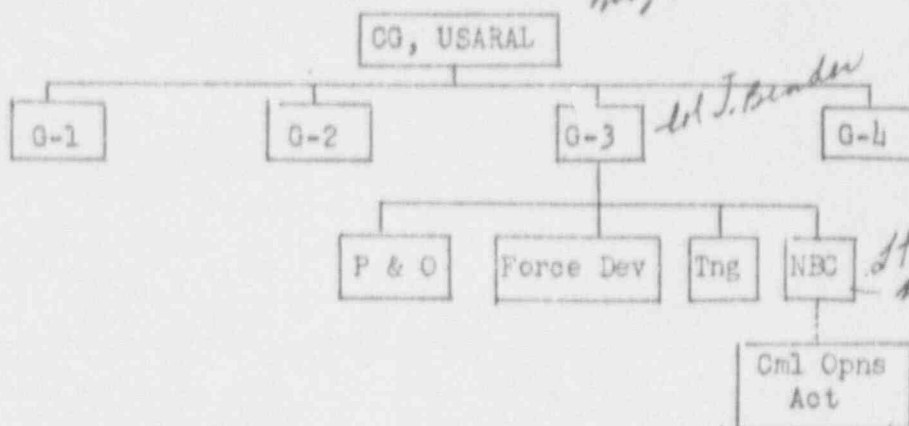 CG, USARAL
G-1 G-2 G-3 Col J. Bender G-4
P & O Force Dev Tng NBC
Cml Opns
Act